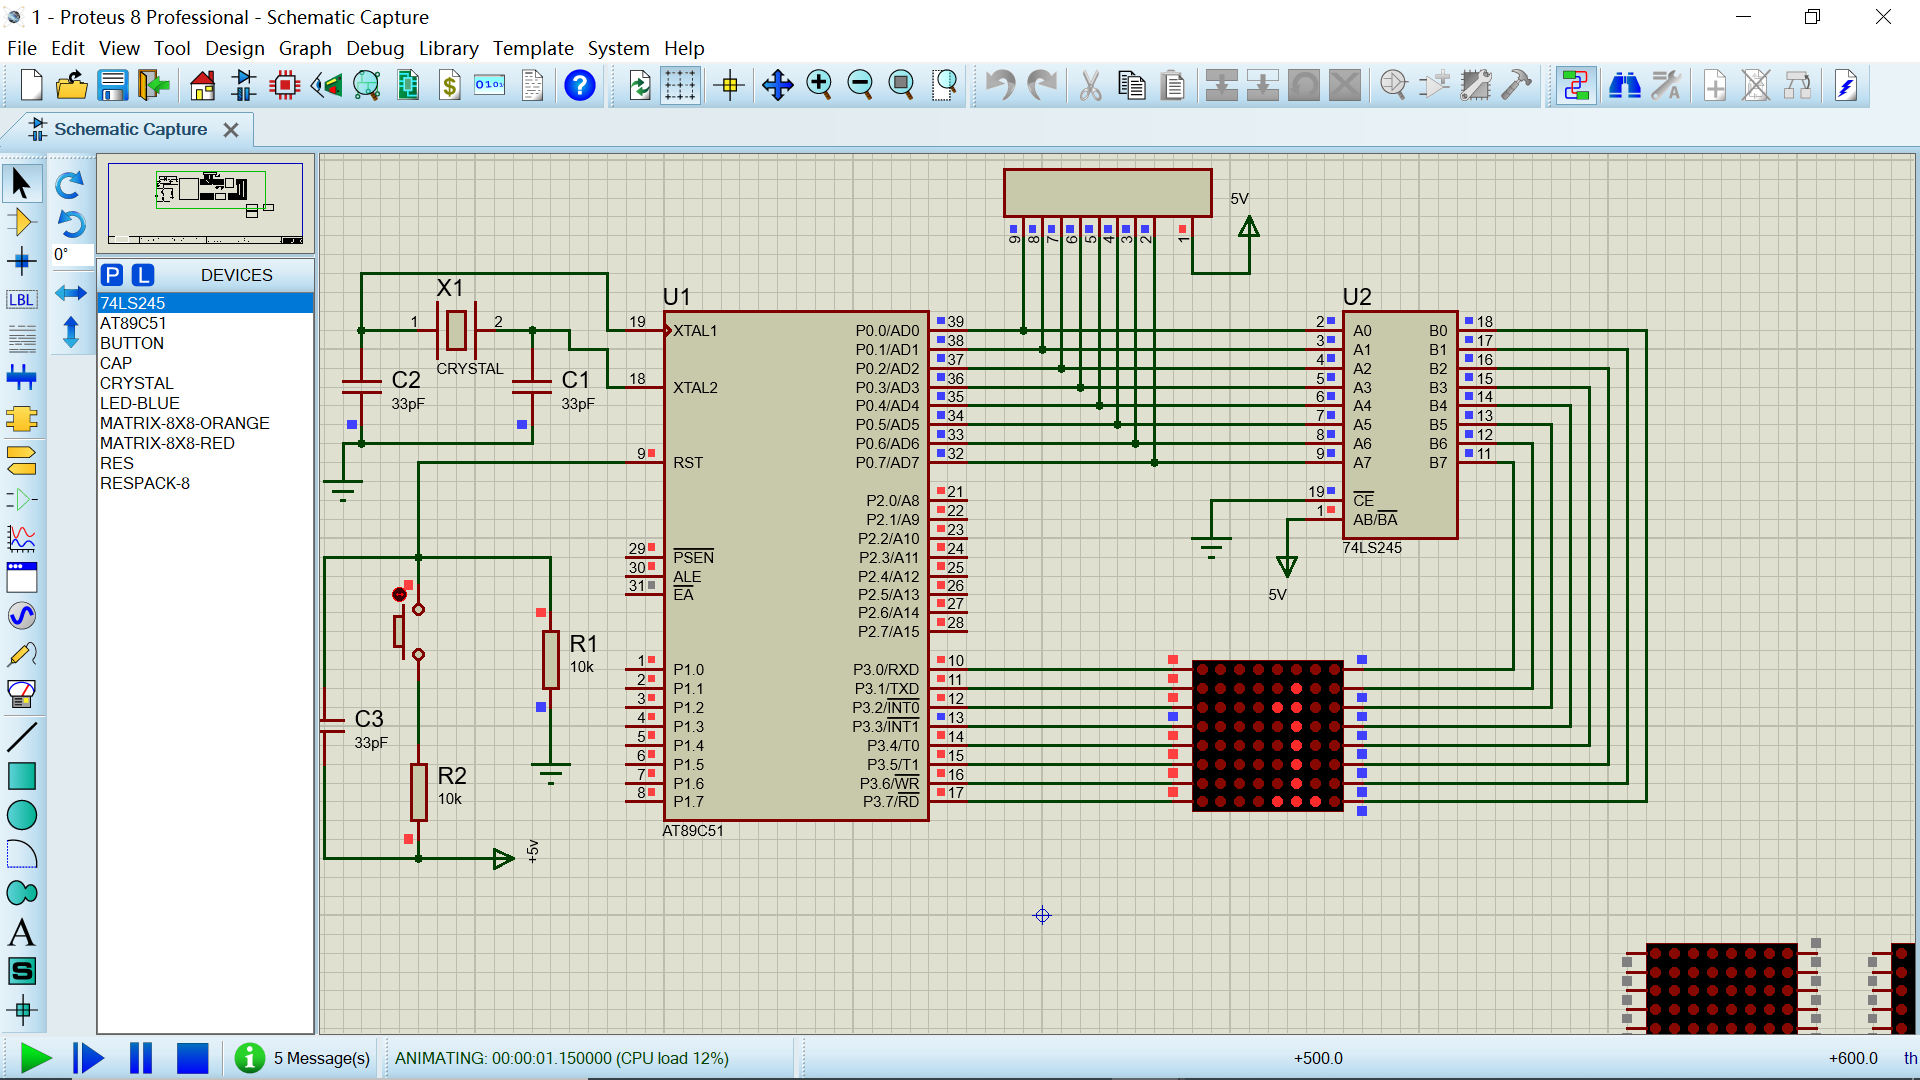 1 - Proteus 8 Professional - Schematic Capture
File Edit View Tool Design Graph Debug Library Template System Help
Schematic Capture
0°
P L DEVICES
LBL
74LS245
AT89C51
BUTTON
CAP
CRYSTAL
LED-BLUE
MATRIX-8X8-ORANGE
MATRIX-8X8-RED
RES
RESPACK-8
A
S
5V
9 8 7 6 5 4 3 2 1
X1
1 2
CRYSTAL
C2
33pF
C1
33pF
U1
19 XTAL1
18 XTAL2
9 RST
29 PSEN
30 ALE
31 EA
1 P1.0
2 P1.1
3 P1.2
4 P1.3
5 P1.4
6 P1.5
7 P1.6
8 P1.7
P0.0/AD0 39
P0.1/AD1 38
P0.2/AD2 37
P0.3/AD3 36
P0.4/AD4 35
P0.5/AD5 34
P0.6/AD6 33
P0.7/AD7 32
P2.0/A8 21
P2.1/A9 22
P2.2/A10 23
P2.3/A11 24
P2.4/A12 25
P2.5/A13 26
P2.6/A14 27
P2.7/A15 28
P3.0/RXD 10
P3.1/TXD 11
P3.2/INT0 12
P3.3/INT1 13
P3.4/T0 14
P3.5/T1 15
P3.6/WR 16
P3.7/RD 17
AT89C51
U2
2 A0 B0 18
3 A1 B1 17
4 A2 B2 16
5 A3 B3 15
6 A4 B4 14
7 A5 B5 13
8 A6 B6 12
9 A7 B7 11
19 CE
1 AB/BA
74LS245
5V
R1
10k
C3
33pF
R2
10k
+5v
5 Message(s)
ANIMATING: 00:00:01.150000 (CPU load 12%)
+500.0
+600.0
th